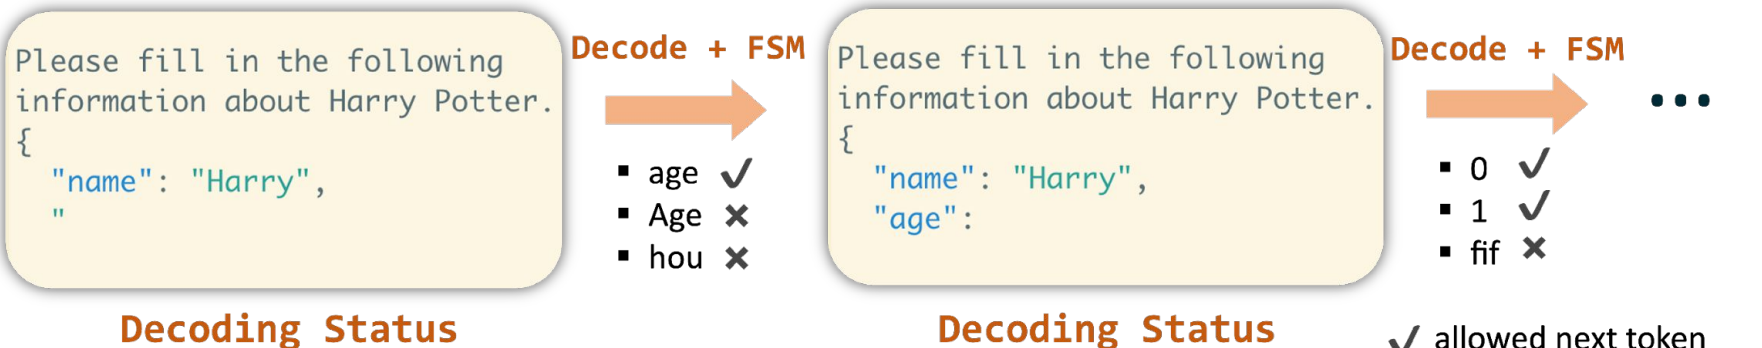 Please fill in the following
information about Harry Potter.
{
"name": "Harry",
"
Decoding Status
Decode + FSM
▪ age ✓
▪ Age ✗
▪ hou ✗
Please fill in the following
information about Harry Potter.
{
"name": "Harry",
"age":
Decoding Status
Decode + FSM
▪ 0 ✓
▪ 1 ✓
▪ fif ✗
...
✓ allowed next token